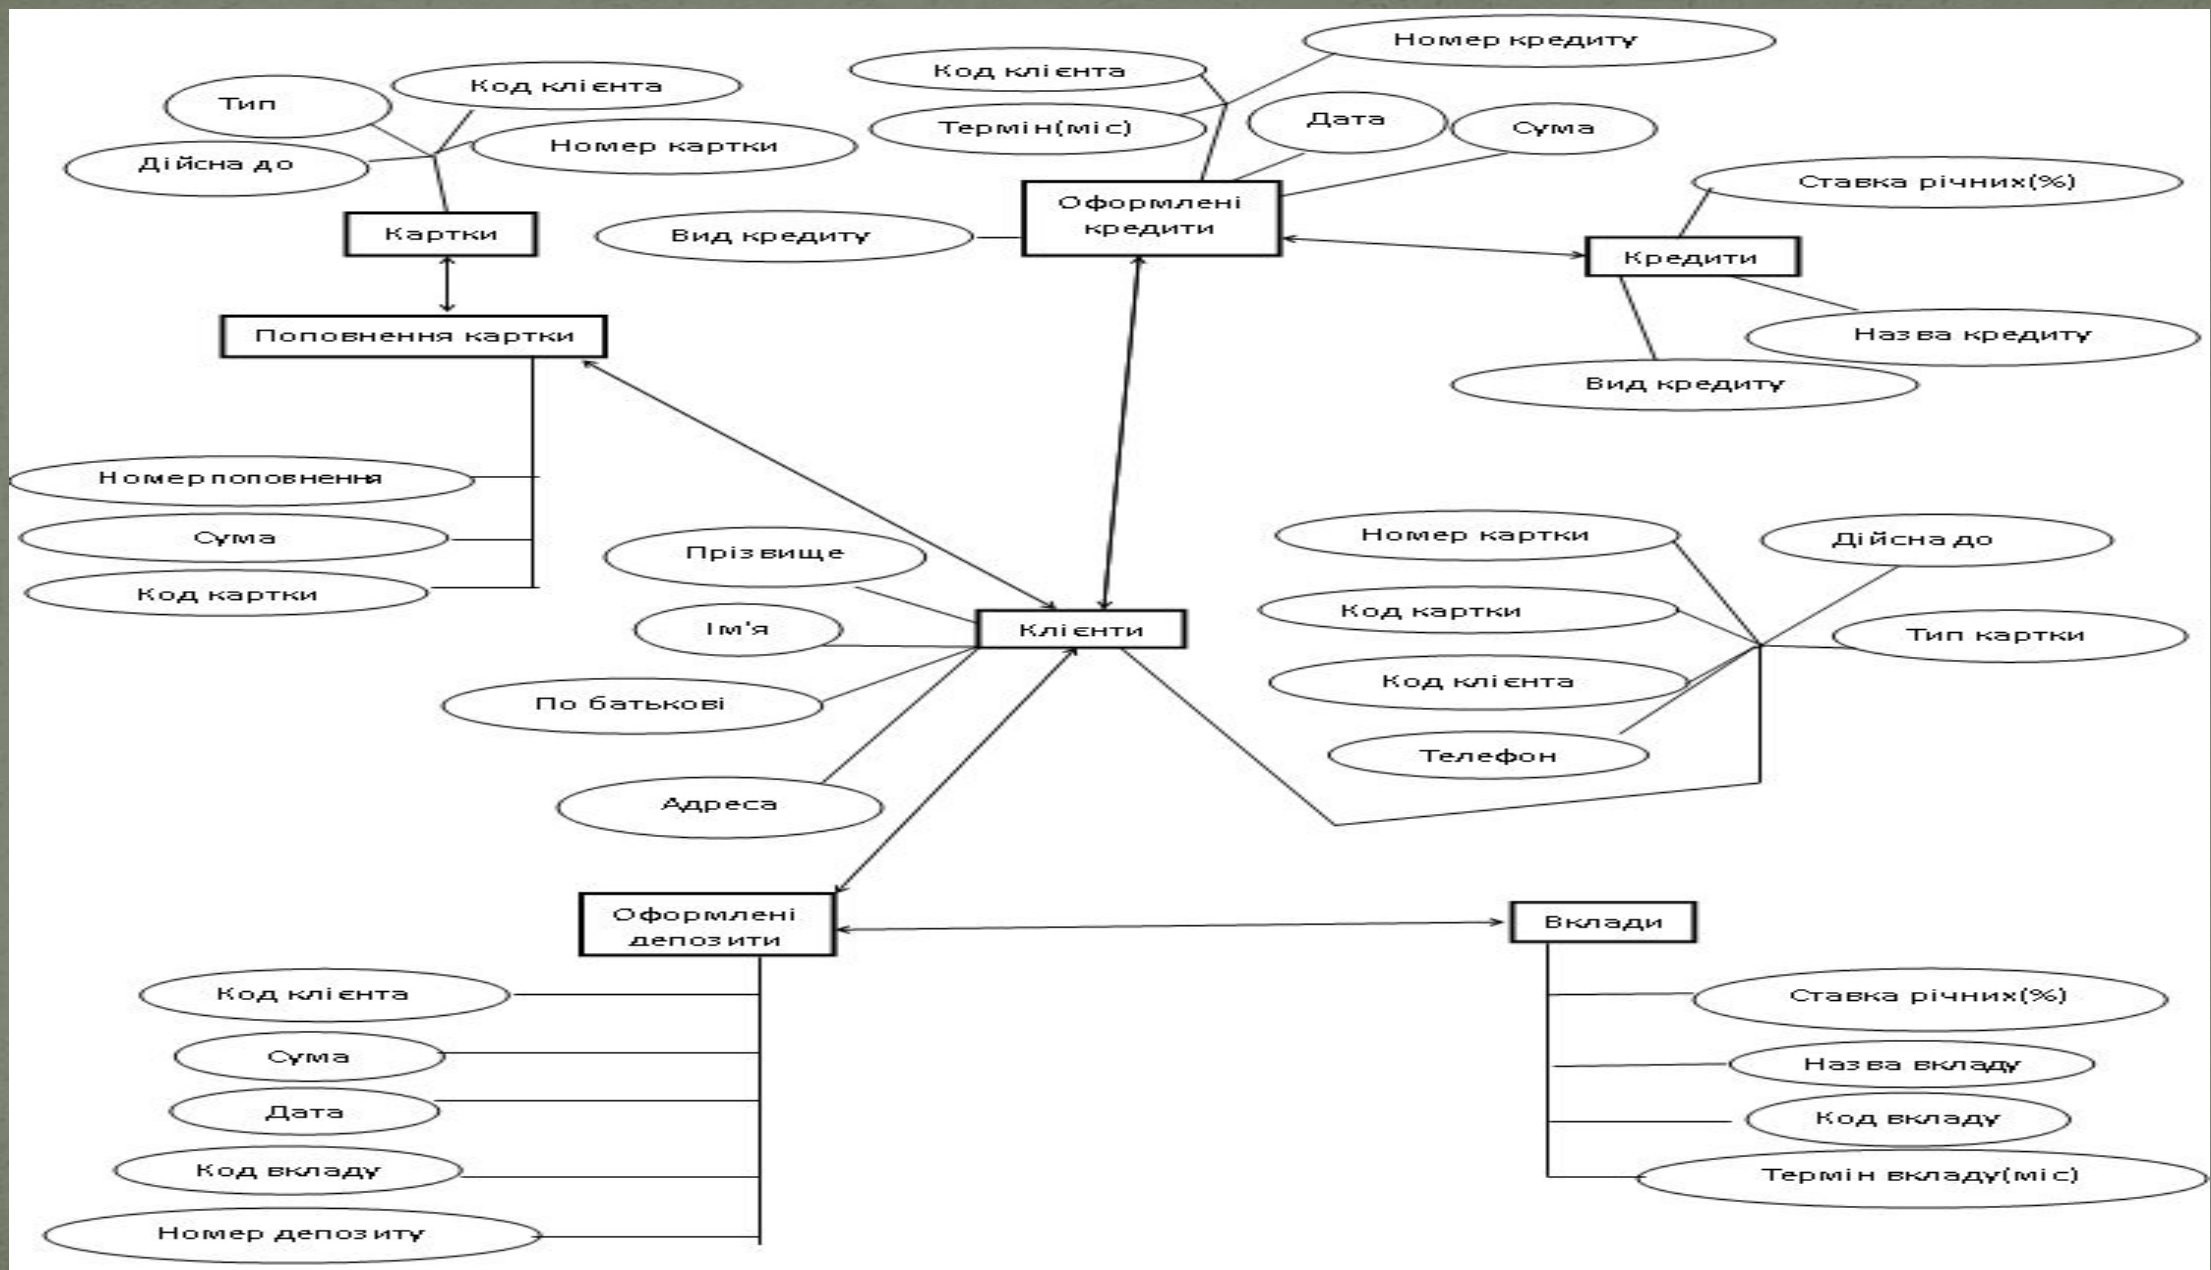 Номер кредиту
Код клієнта
Тип
Код клієнта
Термін(міс)
Дата
Сума
Номер картки
Дійсна до
Ставка річних(%)
Оформлені
кредити
Картки
Вид кредиту
Кредити
Поповнення картки
Назва кредиту
Вид кредиту
Номер поповнення
Сума
Код картки
Прізвище
Ім'я
По батькові
Адреса
Клієнти
Номер картки
Дійсна до
Код картки
Тип картки
Код клієнта
Телефон
Оформлені
депозити
Вклади
Код клієнта
Сума
Дата
Код вкладу
Номер депозиту
Ставка річних(%)
Назва вкладу
Код вкладу
Термін вкладу(міс)